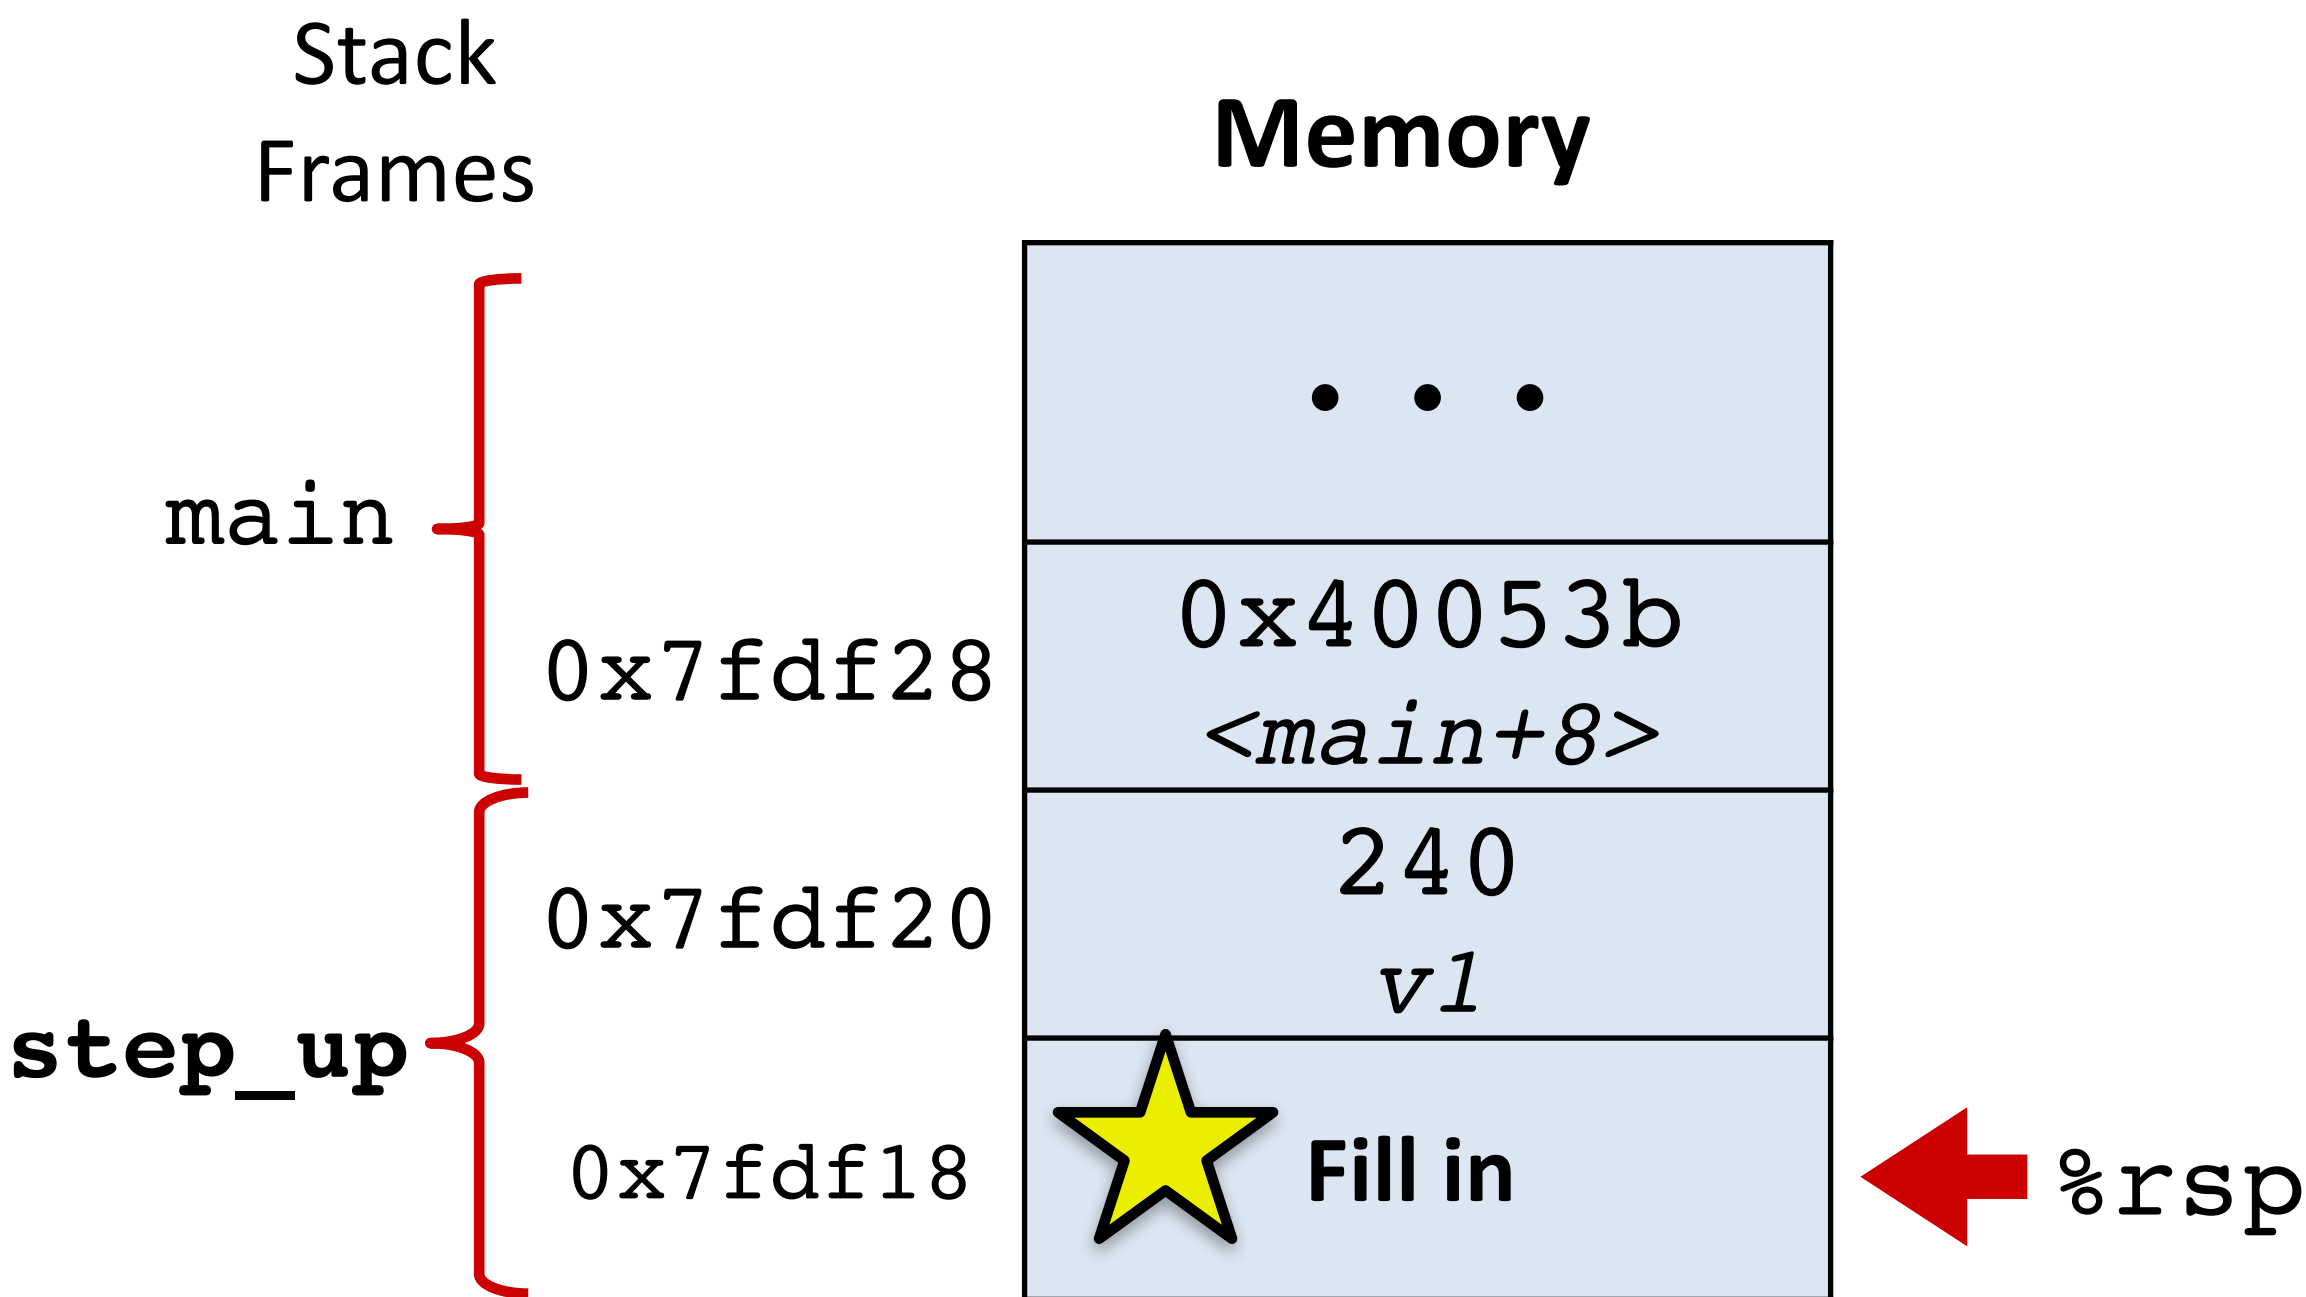 Stack
Frames
Memory
. . .
main
0x7fdf28
0x40053b
<main+8>
0x7fdf20
240
v1
step_up
0x7fdf18
Fill in
%rsp